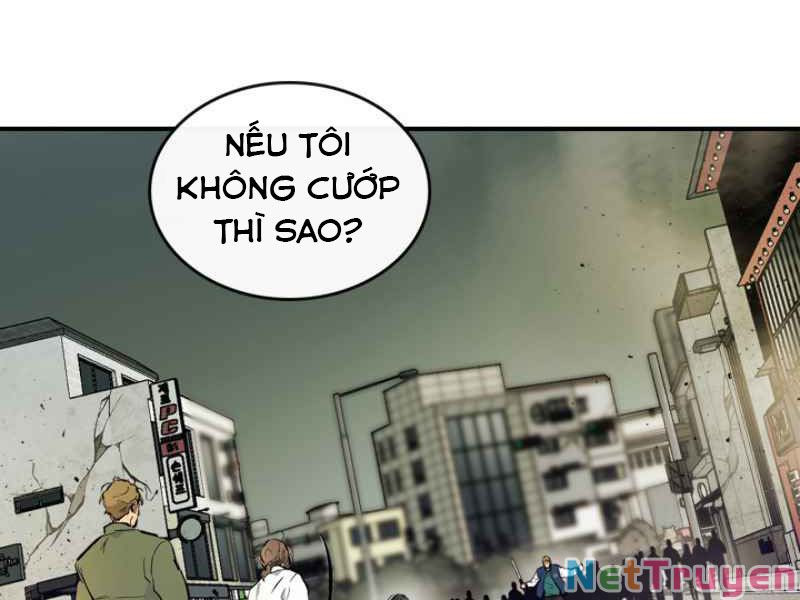 NẾU TÔI
KHÔNG CƯỚP
THÌ SAO?
PC
NetTruyen